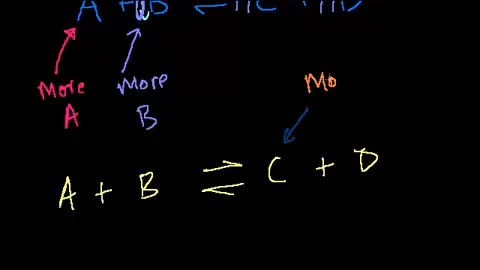 A + B ⇌ C + D
More More
A B
Mo
A + B ⇌ C + D